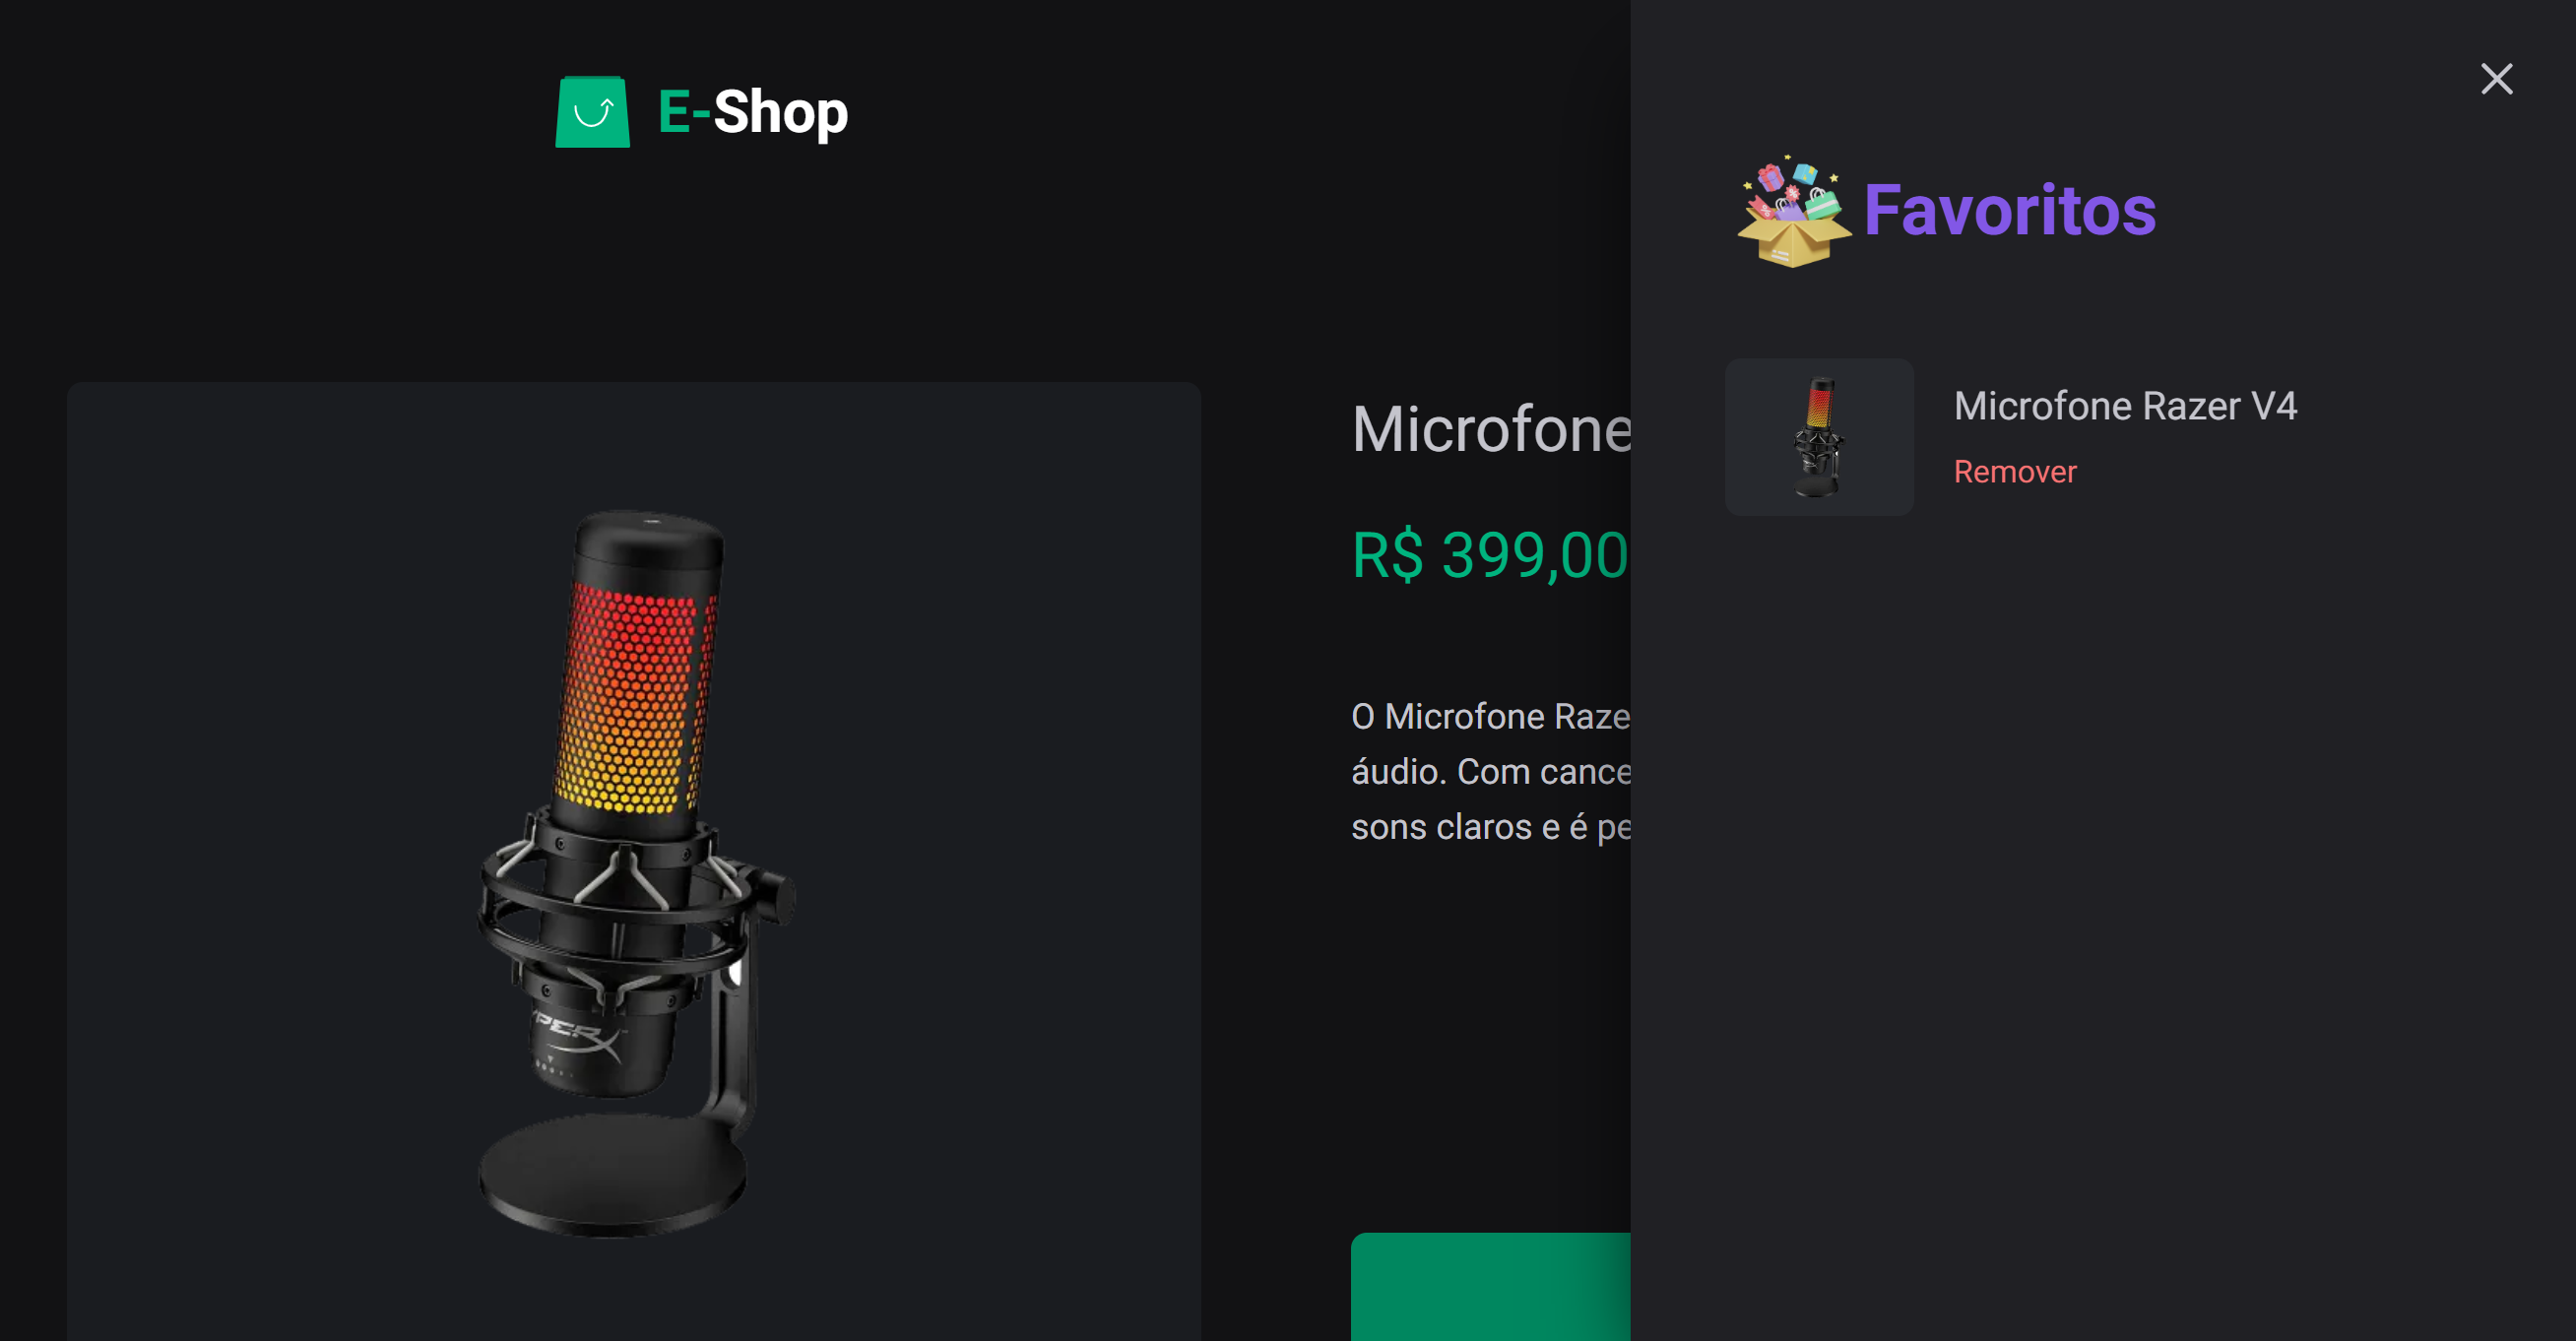 E-Shop
Favoritos
Microfone Razer V4
Remover
Microfone
R$ 399,00
O Microfone Raze
áudio. Com cance
sons claros e é pe